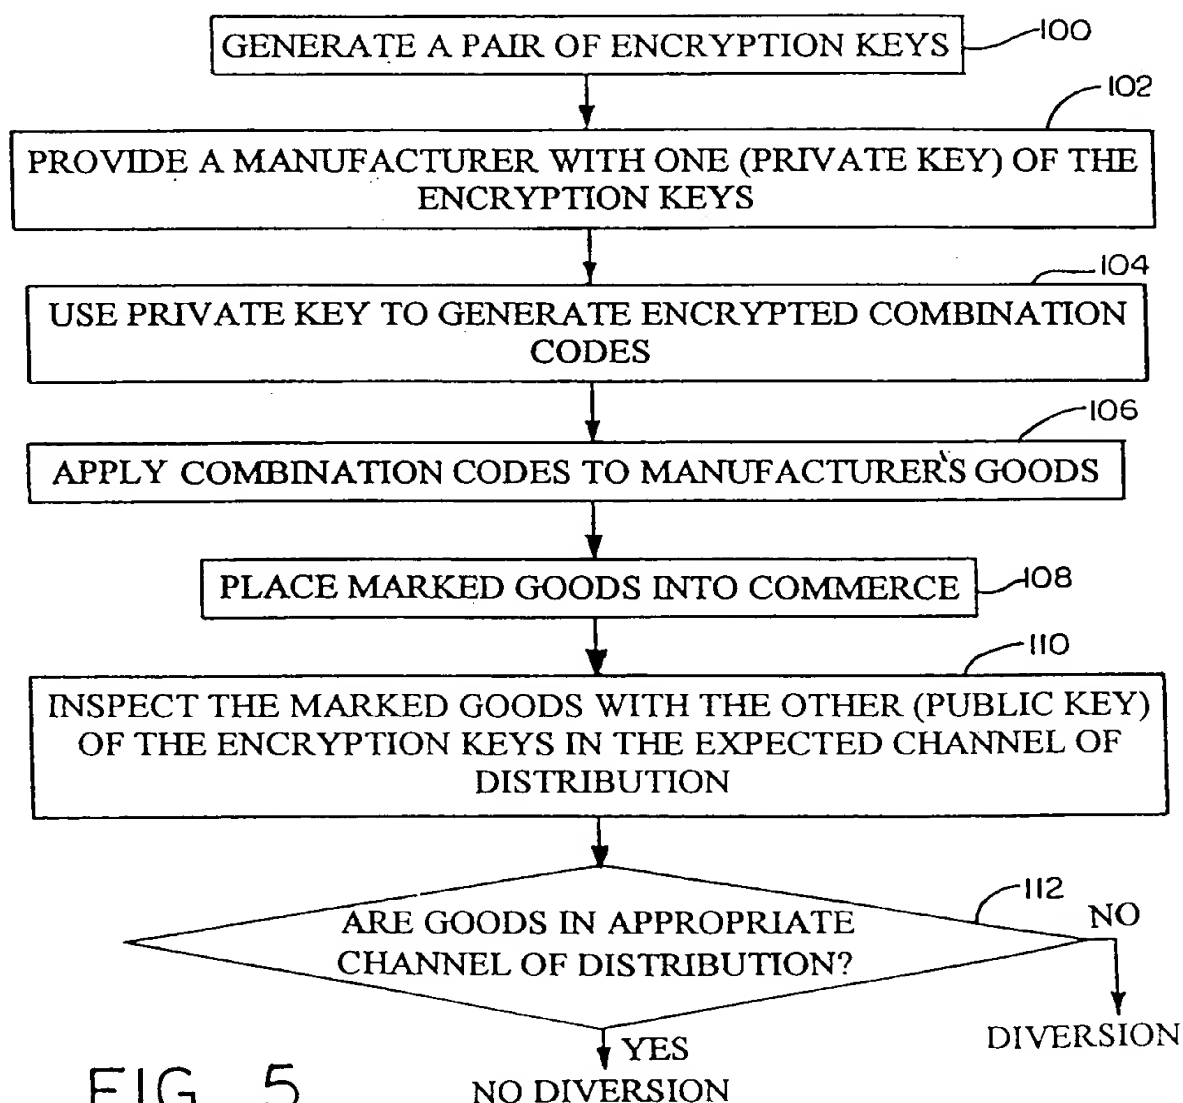 GENERATE A PAIR OF ENCRYPTION KEYS
100
102
PROVIDE A MANUFACTURER WITH ONE (PRIVATE KEY) OF THE
ENCRYPTION KEYS
104
USE PRIVATE KEY TO GENERATE ENCRYPTED COMBINATION
CODES
106
APPLY COMBINATION CODES TO MANUFACTURER'S GOODS
PLACE MARKED GOODS INTO COMMERCE
108
110
INSPECT THE MARKED GOODS WITH THE OTHER (PUBLIC KEY)
OF THE ENCRYPTION KEYS IN THE EXPECTED CHANNEL OF
DISTRIBUTION
112
ARE GOODS IN APPROPRIATE
CHANNEL OF DISTRIBUTION?
NO
DIVERSION
YES
NO DIVERSION
FIG. 5